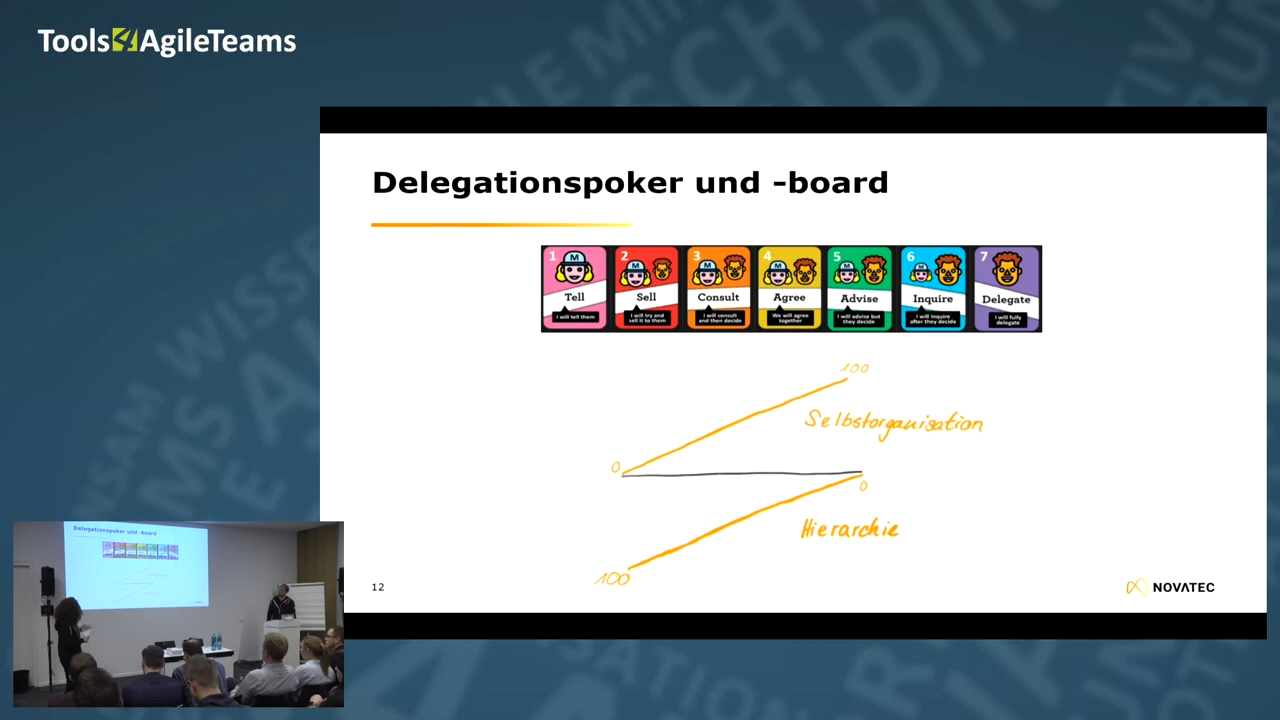 Tools4AgileTeams
Delegationspoker und -board
1 2 3 4 5 6 7
Tell Sell Consult Agree Advise Inquire Delegate
I will tell them
I will try and sell it to them
I will consult and then decide
We will agree together
I will advise but they decide
I will inquire after they decide
I will fully delegate
100
Selbstorganisation
0
0
Hierarchie
100
12
NOVATEC
Delegationspoker und -board